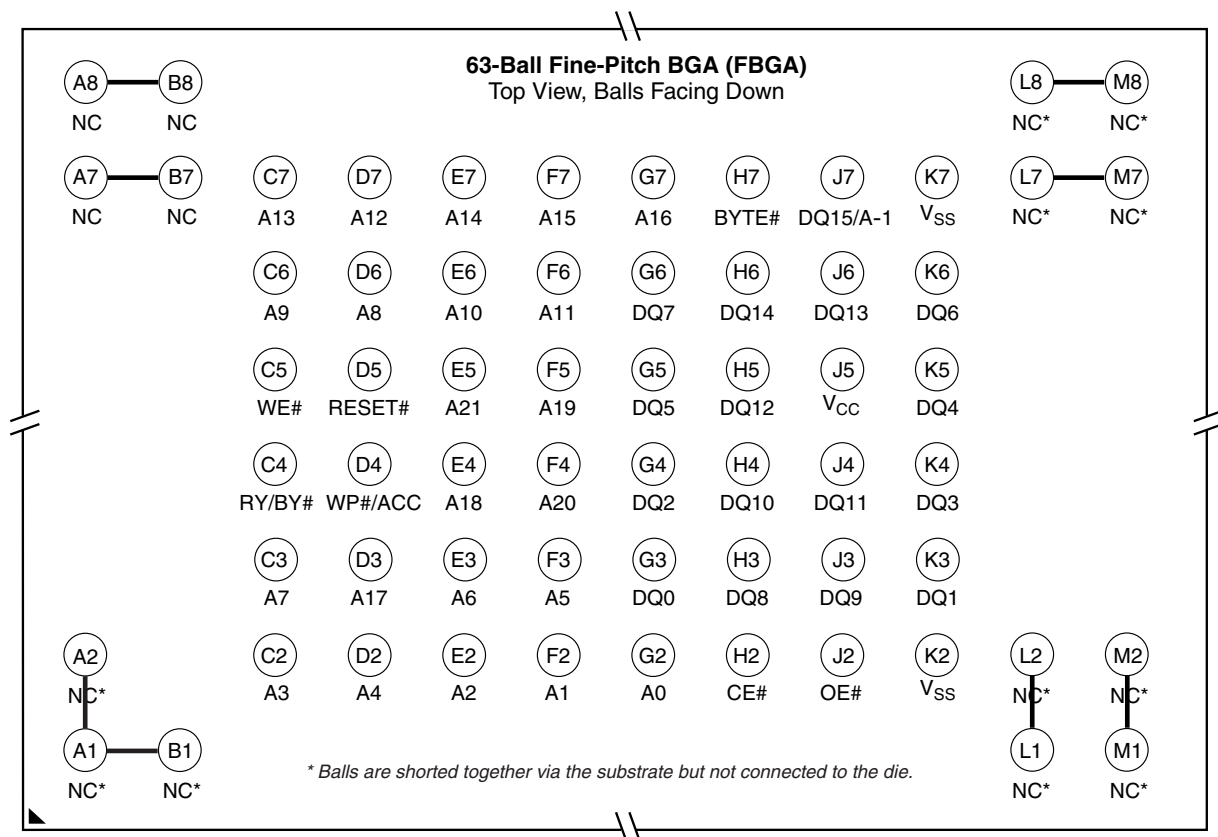 63-Ball Fine-Pitch BGA (FBGA)
Top View, Balls Facing Down
A8 B8 L8 M8
NC NC NC* NC*
A7 B7 C7 D7 E7 F7 G7 H7 J7 K7 L7 M7
NC NC A13 A12 A14 A15 A16 BYTE# DQ15/A-1 VSS NC* NC*
C6 D6 E6 F6 G6 H6 J6 K6
A9 A8 A10 A11 DQ7 DQ14 DQ13 DQ6
C5 D5 E5 F5 G5 H5 J5 K5
WE# RESET# A21 A19 DQ5 DQ12 VCC DQ4
C4 D4 E4 F4 G4 H4 J4 K4
RY/BY# WP#/ACC A18 A20 DQ2 DQ10 DQ11 DQ3
C3 D3 E3 F3 G3 H3 J3 K3
A7 A17 A6 A5 DQ0 DQ8 DQ9 DQ1
A2 C2 D2 E2 F2 G2 H2 J2 K2 L2 M2
NC* A3 A4 A2 A1 A0 CE# OE# VSS NC* NC*
A1 B1 L1 M1
NC* NC* NC* NC*
* Balls are shorted together via the substrate but not connected to the die.